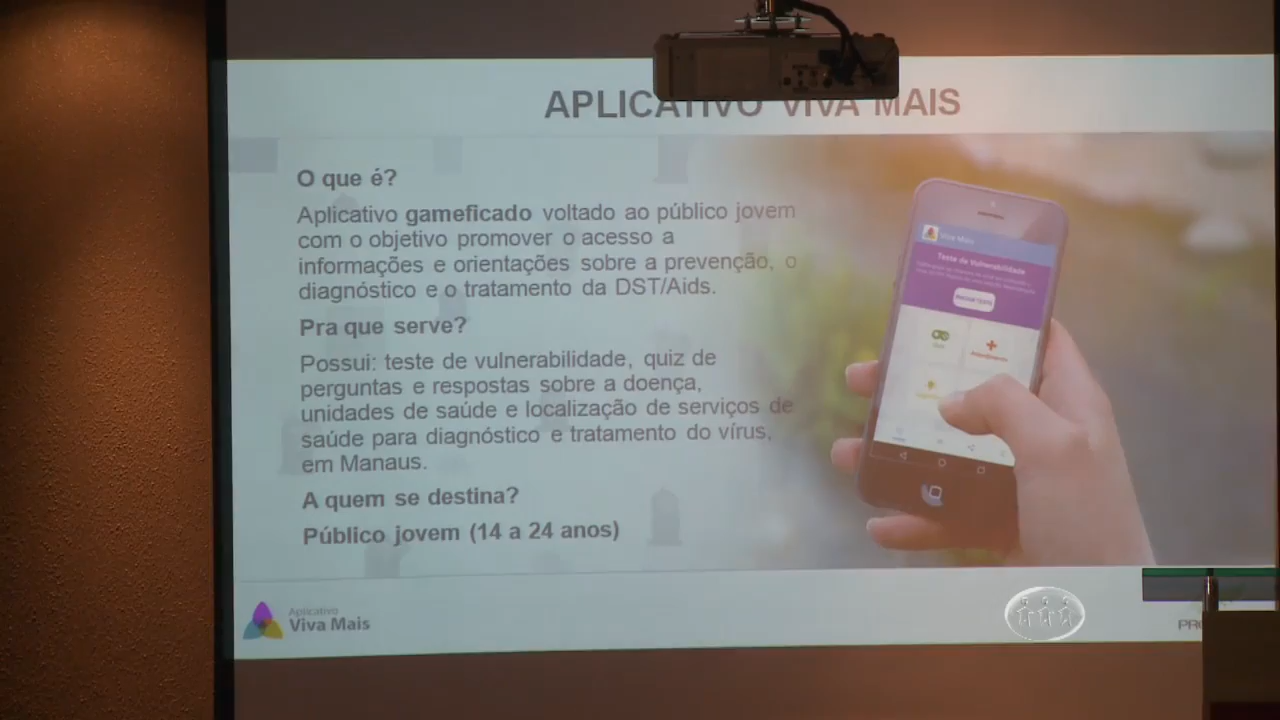 APLICATIVO VIVA MAIS
O que é?
Aplicativo gameficado voltado ao público jovem
com o objetivo promover o acesso a
informações e orientações sobre a prevenção, o
diagnóstico e o tratamento da DST/Aids.
Pra que serve?
Possui: teste de vulnerabilidade, quiz de
perguntas e respostas sobre a doença,
unidades de saúde e localização de serviços de
saúde para diagnóstico e tratamento do vírus,
em Manaus.
A quem se destina?
Público jovem (14 a 24 anos)
Viva Mais
Teste de Vulnerabilidade
Aplicativo
Viva Mais